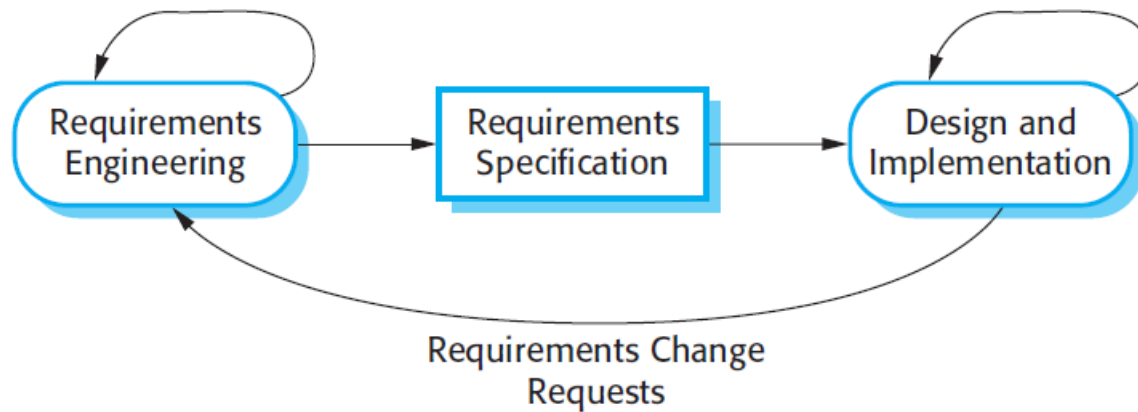 Requirements
Engineering
Requirements
Specification
Design and
Implementation
Requirements Change
Requests